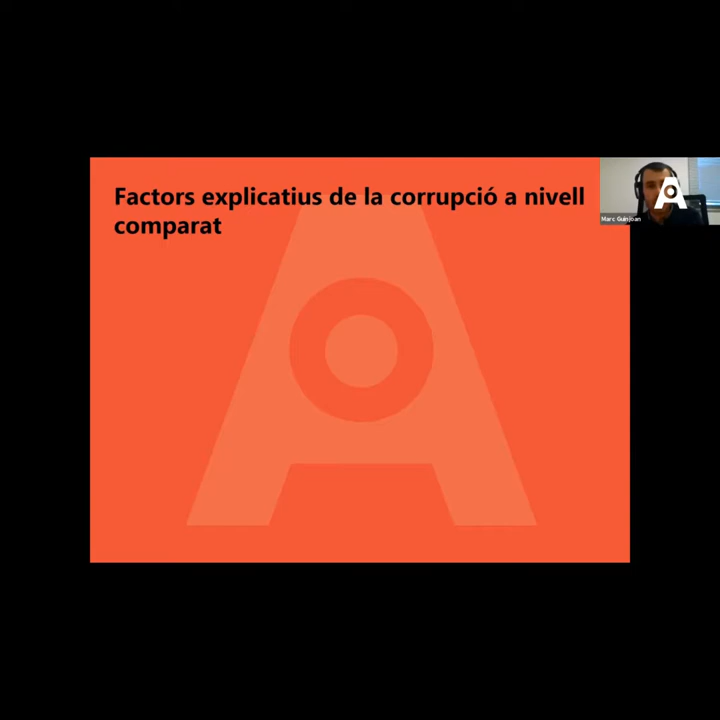 Factors explicatius de la corrupció a nivell
comparat
Marc Guinjoan